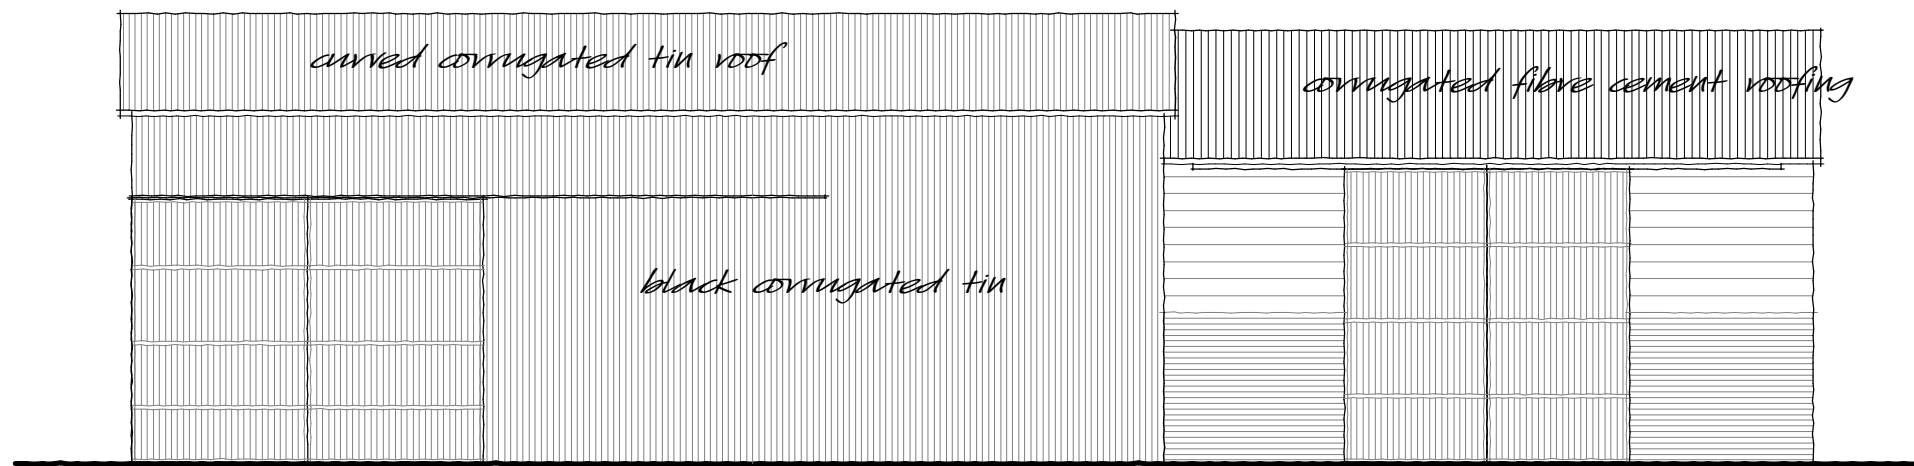 curved corrugated tin roof
corrugated fibre cement roofing
black corrugated tin